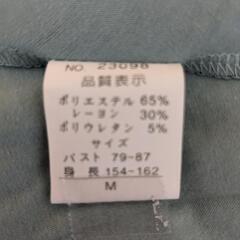 NO. 23098
品質表示
ポリエステル 65%
レーヨン 30%
ポリウレタン 5%
サイズ
バスト 79-87
身 長 154-162
M